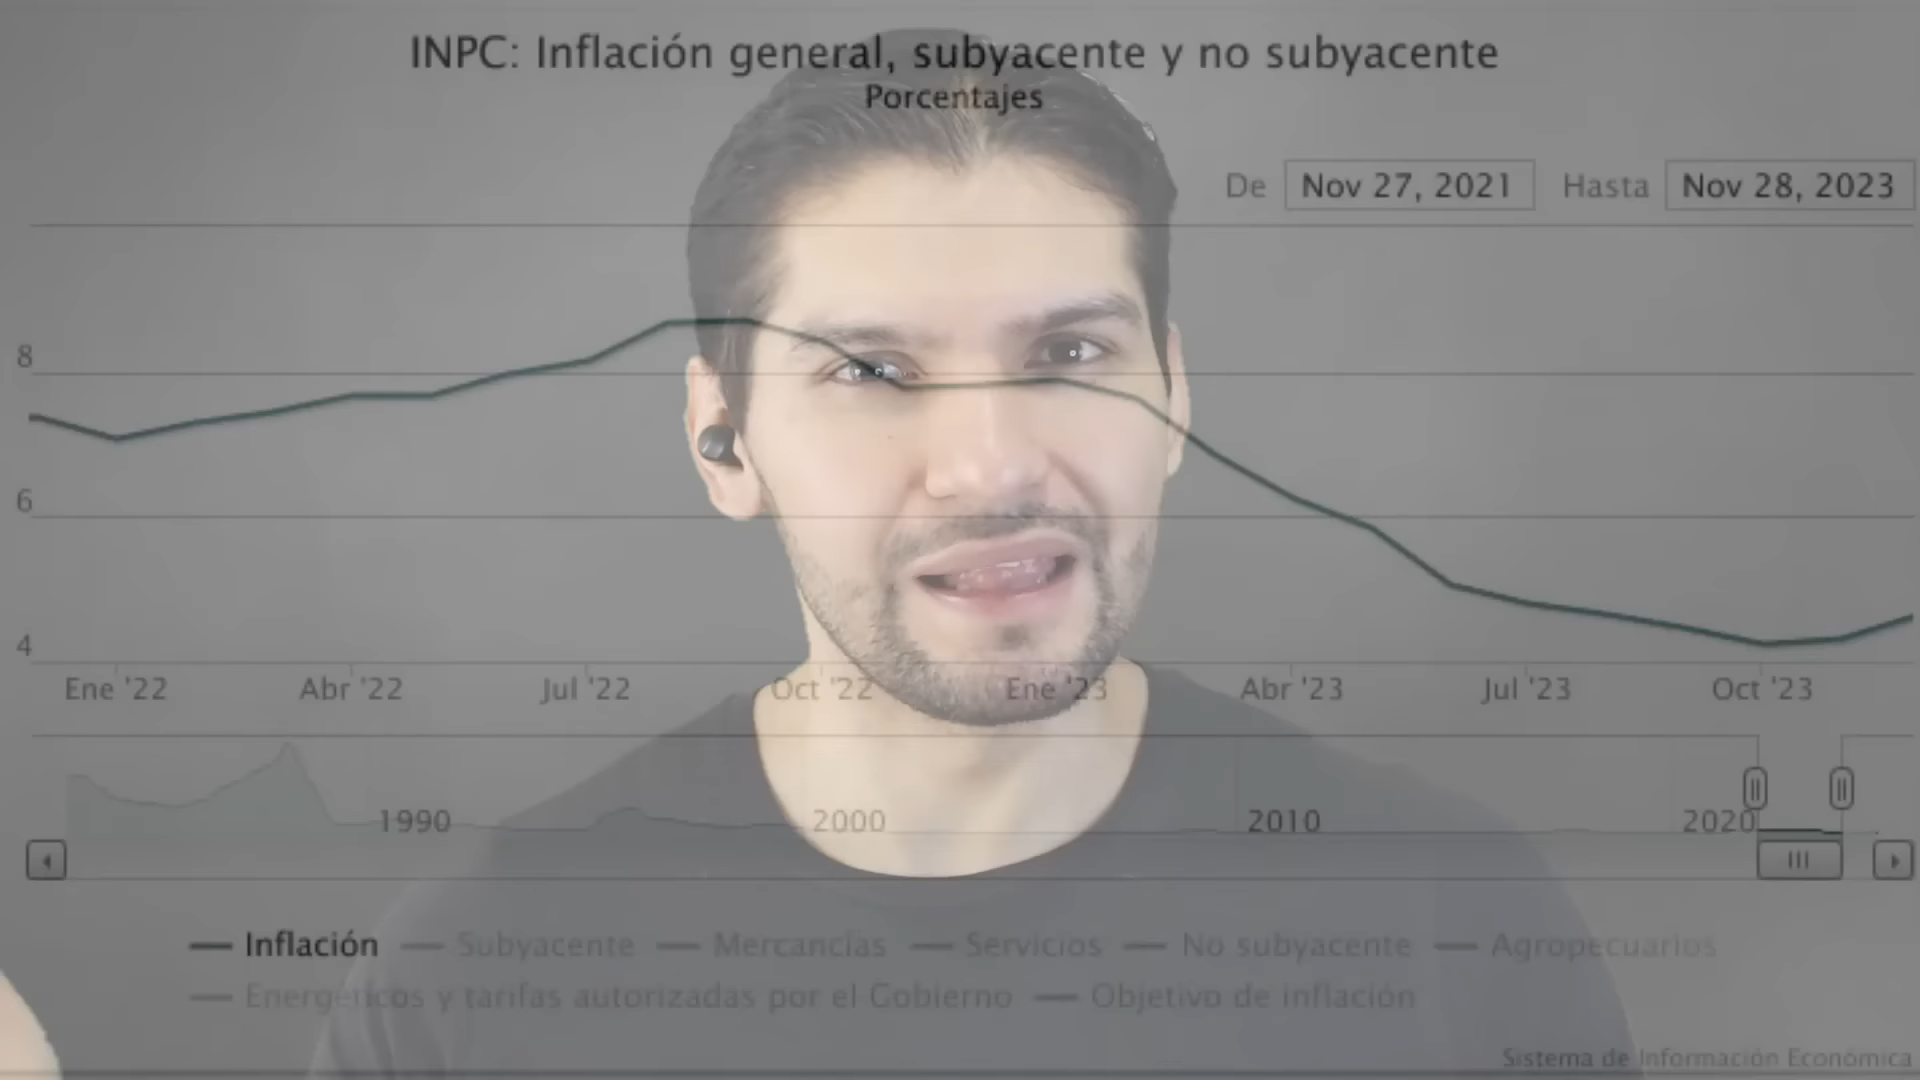 INPC: Inflación general, subyacente y no subyacente
Porcentajes
De Nov 27, 2021 Hasta Nov 28, 2023
8
6
4
Ene '22 Abr '22 Jul '22 Oct '22 Ene '23 Abr '23 Jul '23 Oct '23
1990 2000 2010 2020
Inflación Subyacente Mercancías Servicios No subyacente Agropecuarios
Energéticos y tarifas autorizadas por el Gobierno Objetivo de inflación
Sistema de Información Económica